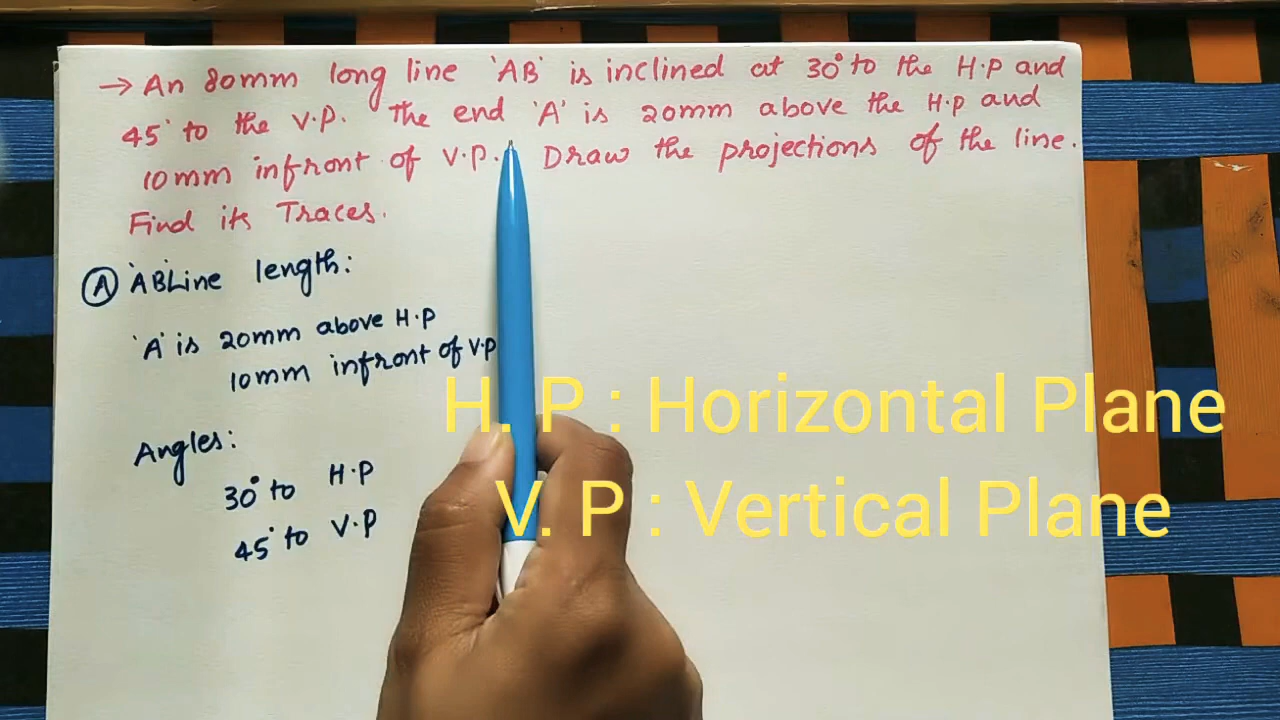 → An 80mm long line 'AB' is inclined at 30° to the H.P and
45° to the V.P. The end 'A' is 20mm above the H.P and
10mm infront of V.P. Draw the projections of the line.
Find its Traces.
A 'AB' Line length:
'A' is 20mm above H.P
10mm infront of V.P
Angles:
30° to H.P
45° to V.P
H. P : Horizontal Plane
V. P : Vertical Plane